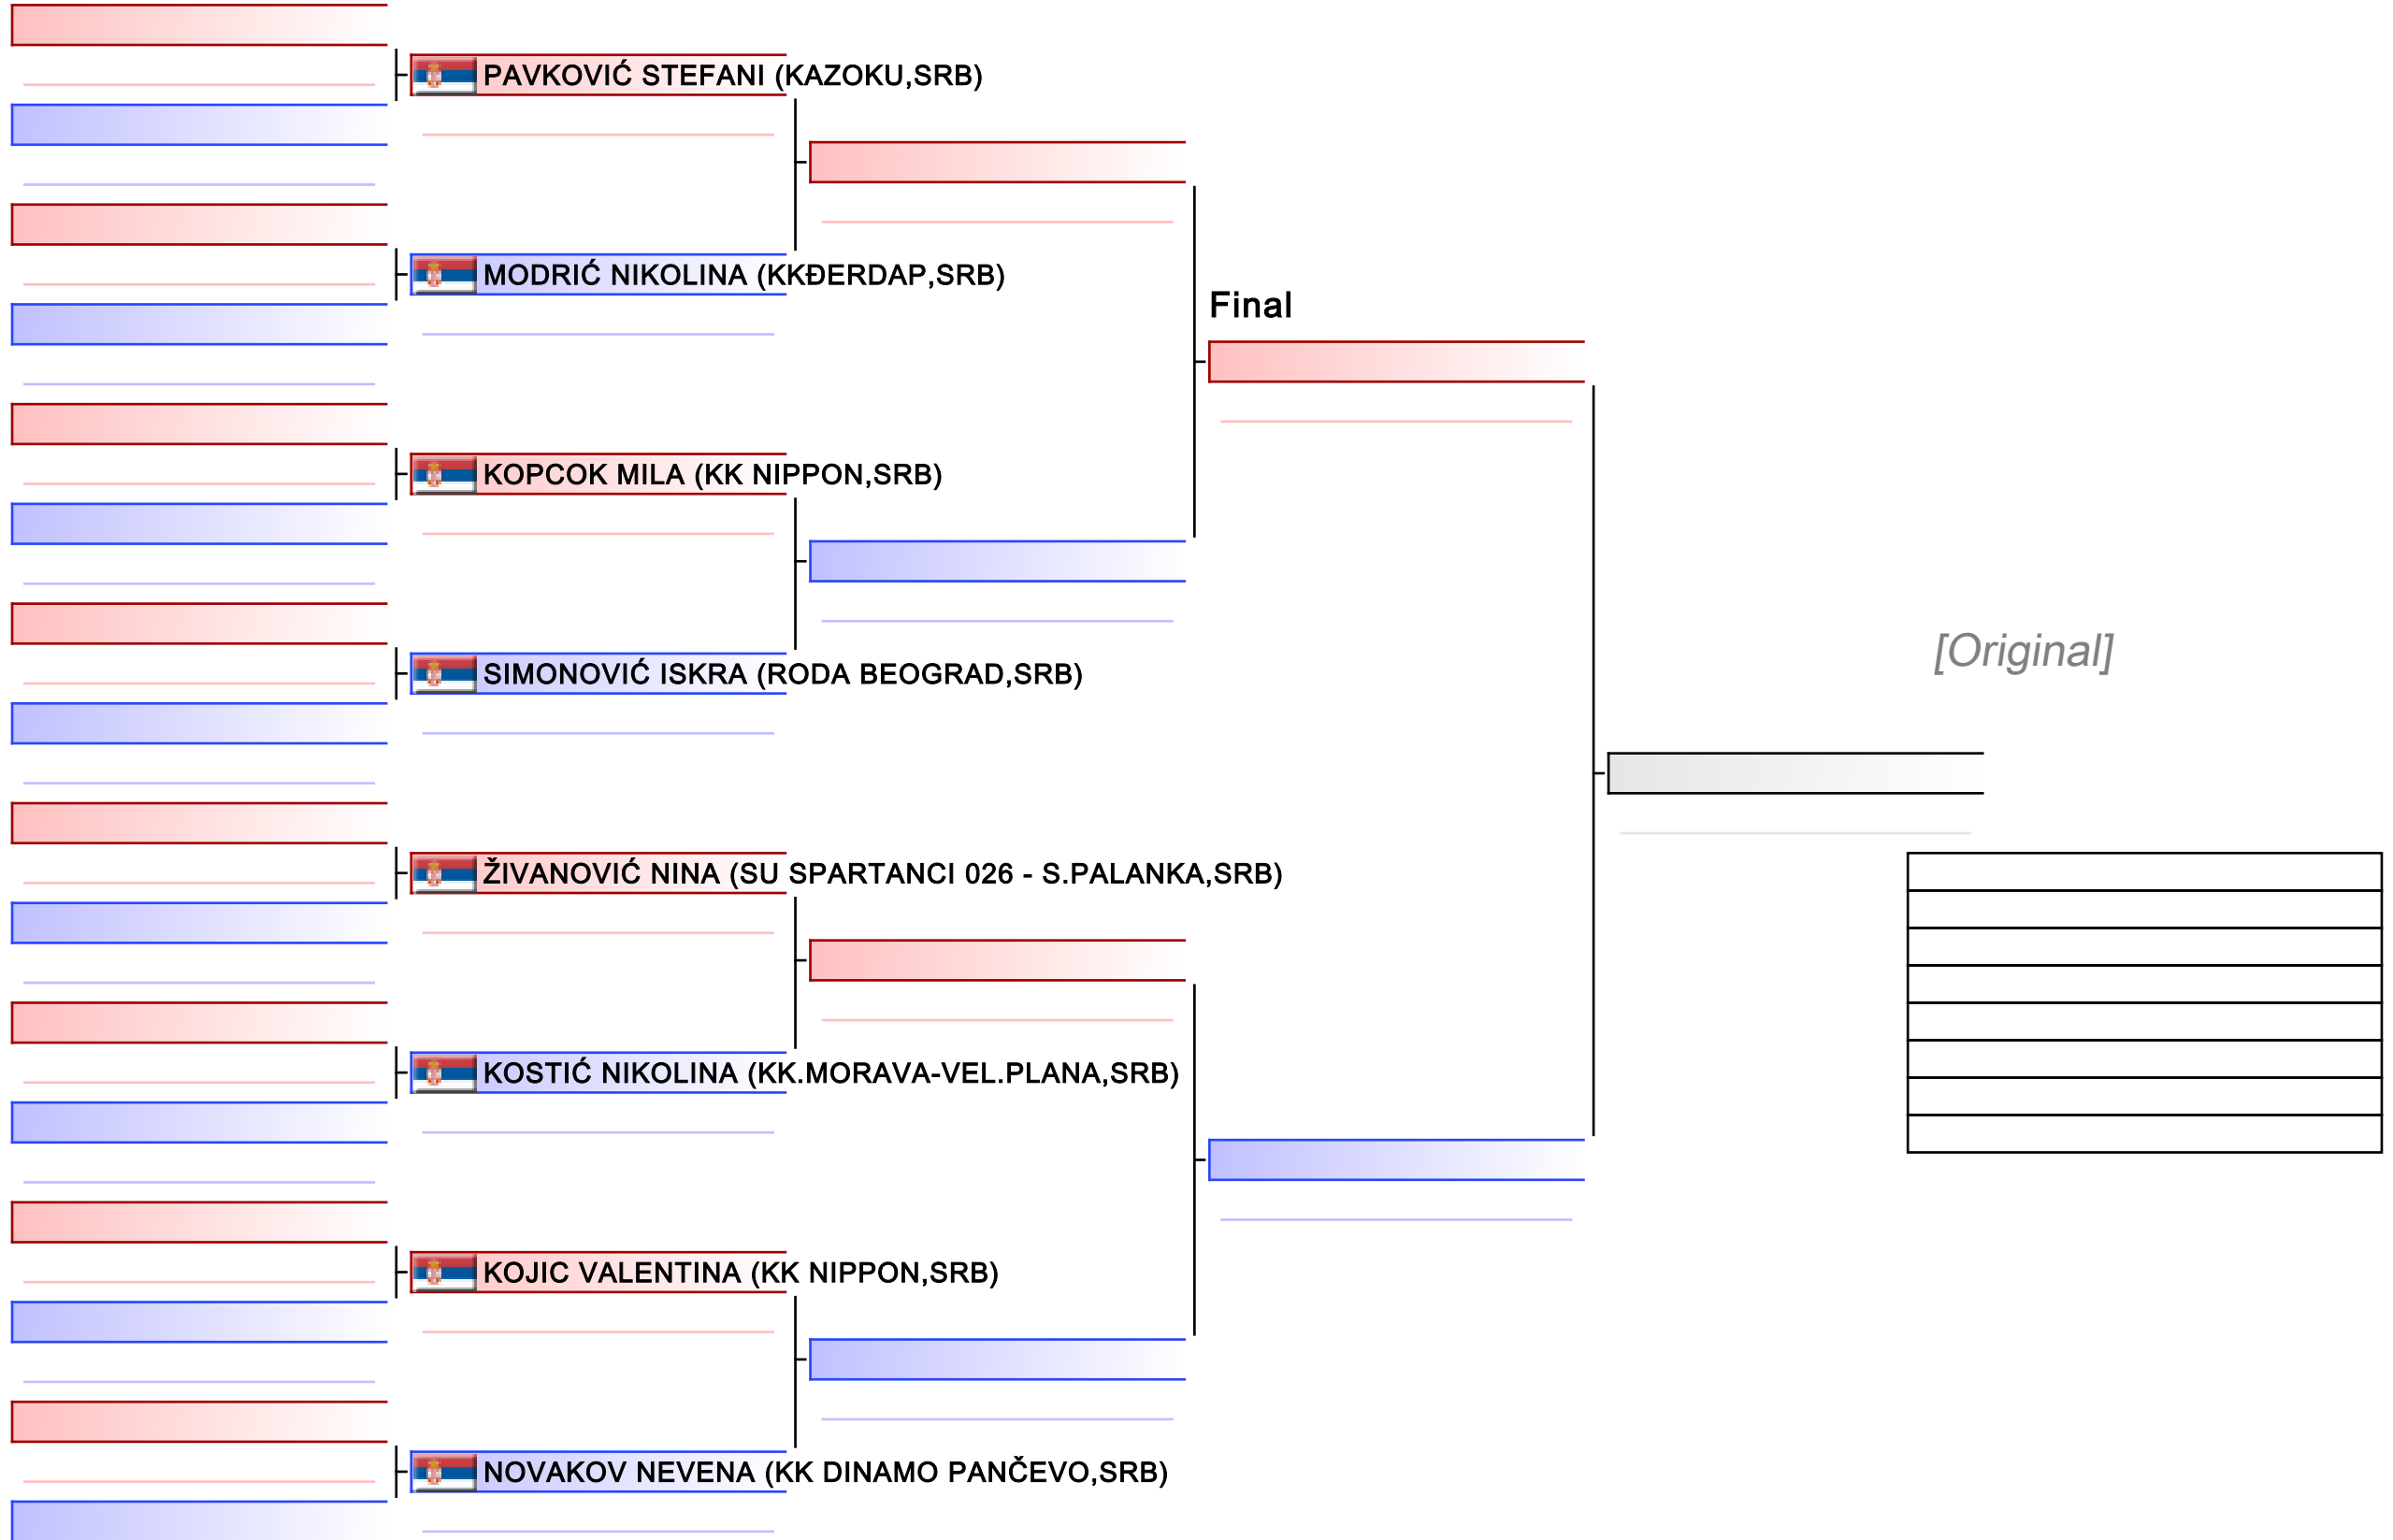 PAVKOVIĆ STEFANI (KAZOKU,SRB)
MODRIĆ NIKOLINA (KKĐERDAP,SRB)
Final
KOPCOK MILA (KK NIPPON,SRB)
[Original]
SIMONOVIĆ ISKRA (RODA BEOGRAD,SRB)
ŽIVANOVIĆ NINA (SU SPARTANCI 026 - S.PALANKA,SRB)
KOSTIĆ NIKOLINA (KK.MORAVA-VEL.PLANA,SRB)
KOJIC VALENTINA (KK NIPPON,SRB)
NOVAKOV NEVENA (KK DINAMO PANČEVO,SRB)